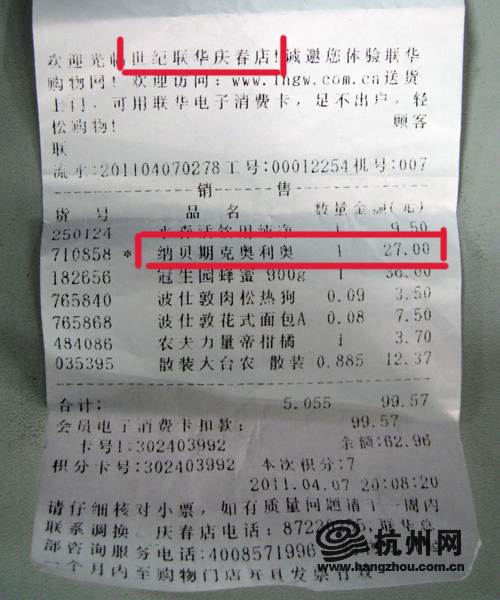 欢迎光临世纪联华庆春店!诚邀您体验联华
购物网! 欢迎访问: www.lhgw.com.cn送货
上门, 可用联华电子消费卡, 足不出户, 轻
松购物! 顾客
联
流水:201104070278工号:00012254机号:007
销 售
货 号 品 名 数量金额(元)
250124 9.50
710858 * 纳贝期克奥利奥 1 27.00
182656 冠生园蜂蜜 900g 1 36.00
765840 波仕敦肉松热狗 0.09 3.50
765868 波仕敦花式面包A 0.08 7.50
484086 农夫力量帝柑橘 1 3.70
035395 散装大台农 散装 0.885 12.37
合计: 5.055 99.57
会员电子消费卡扣款: 99.57
卡号1:302403992 余额:62.96
积分卡号:302403992 本次积分:7
2011.04.07 20:08:20
请仔细核对小票, 如有质量问题请于一周内
联系调换. 庆春店电话: 联华总
部咨询服务电话:4008571996
一个月内至购物门店开具发票有效
杭州网
www.hangzhou.com.cn